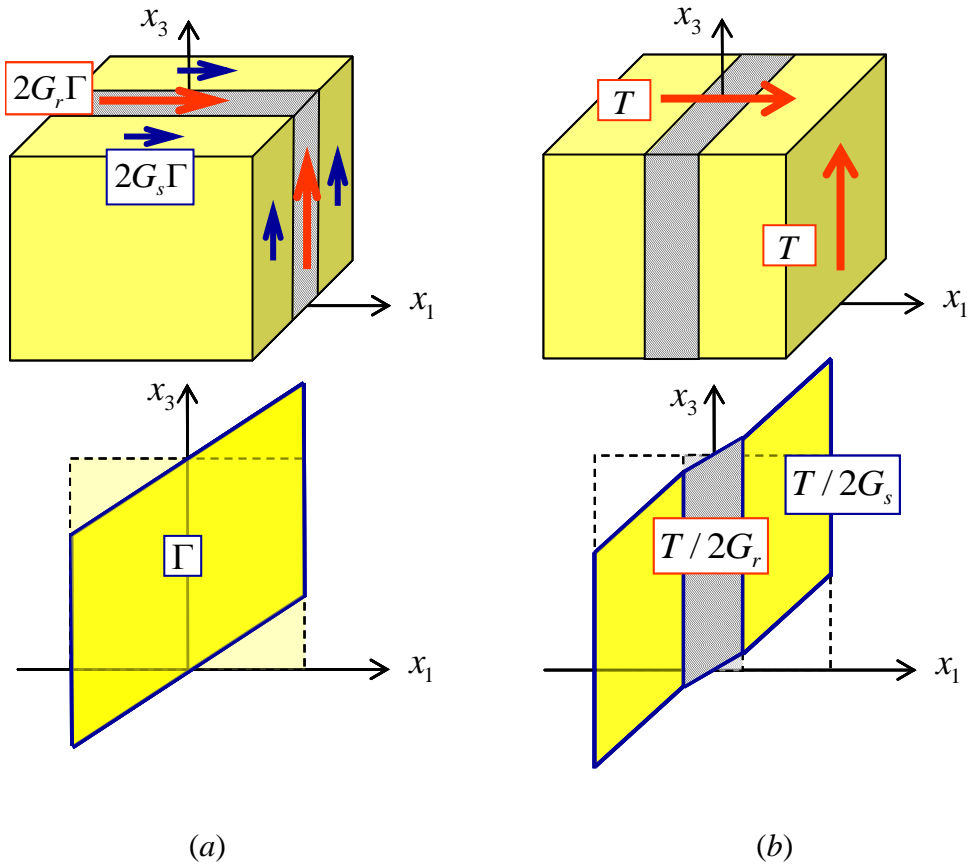 x₃
2GᵣΓ
2GₛΓ
x₁
x₃
Γ
x₁
(a)
x₃
T
T
x₁
x₃
T / 2Gₛ
T / 2Gᵣ
x₁
(b)